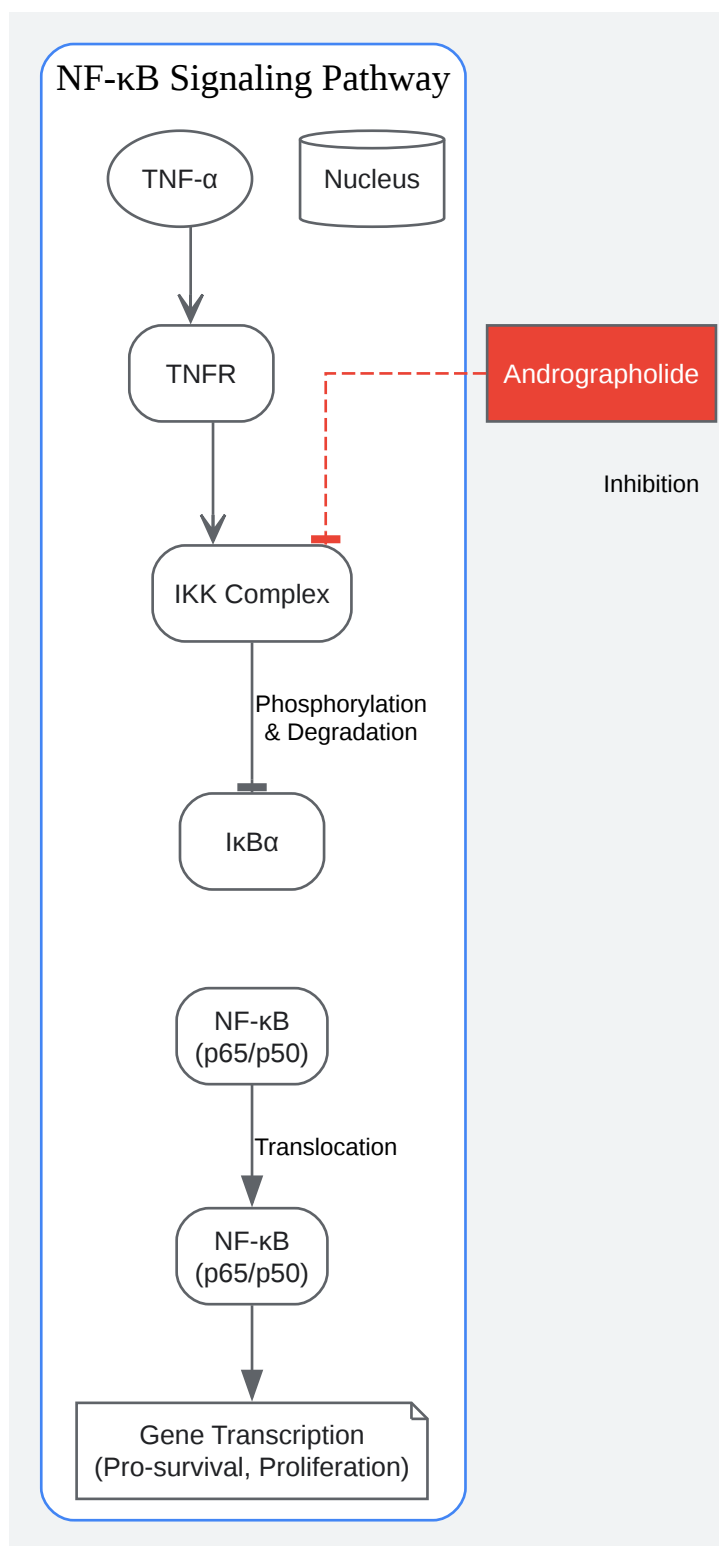 NF-κB Signaling Pathway
TNF-α
Nucleus
TNFR
Andrographolide
Inhibition
IKK Complex
Phosphorylation
& Degradation
IκBα
NF-κB
(p65/p50)
Translocation
NF-κB
(p65/p50)
Gene Transcription
(Pro-survival, Proliferation)